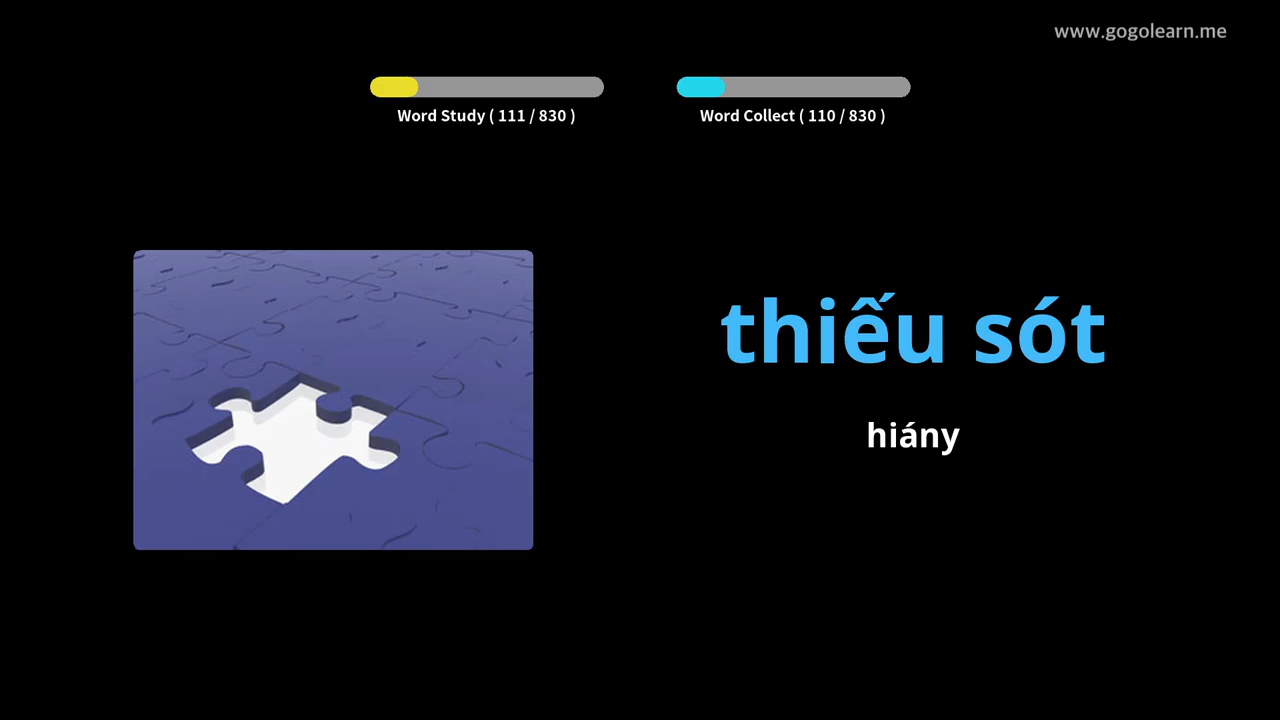 www.gogolearn.me
Word Study ( 111 / 830 )
Word Collect ( 110 / 830 )
thiếu sót
hiány